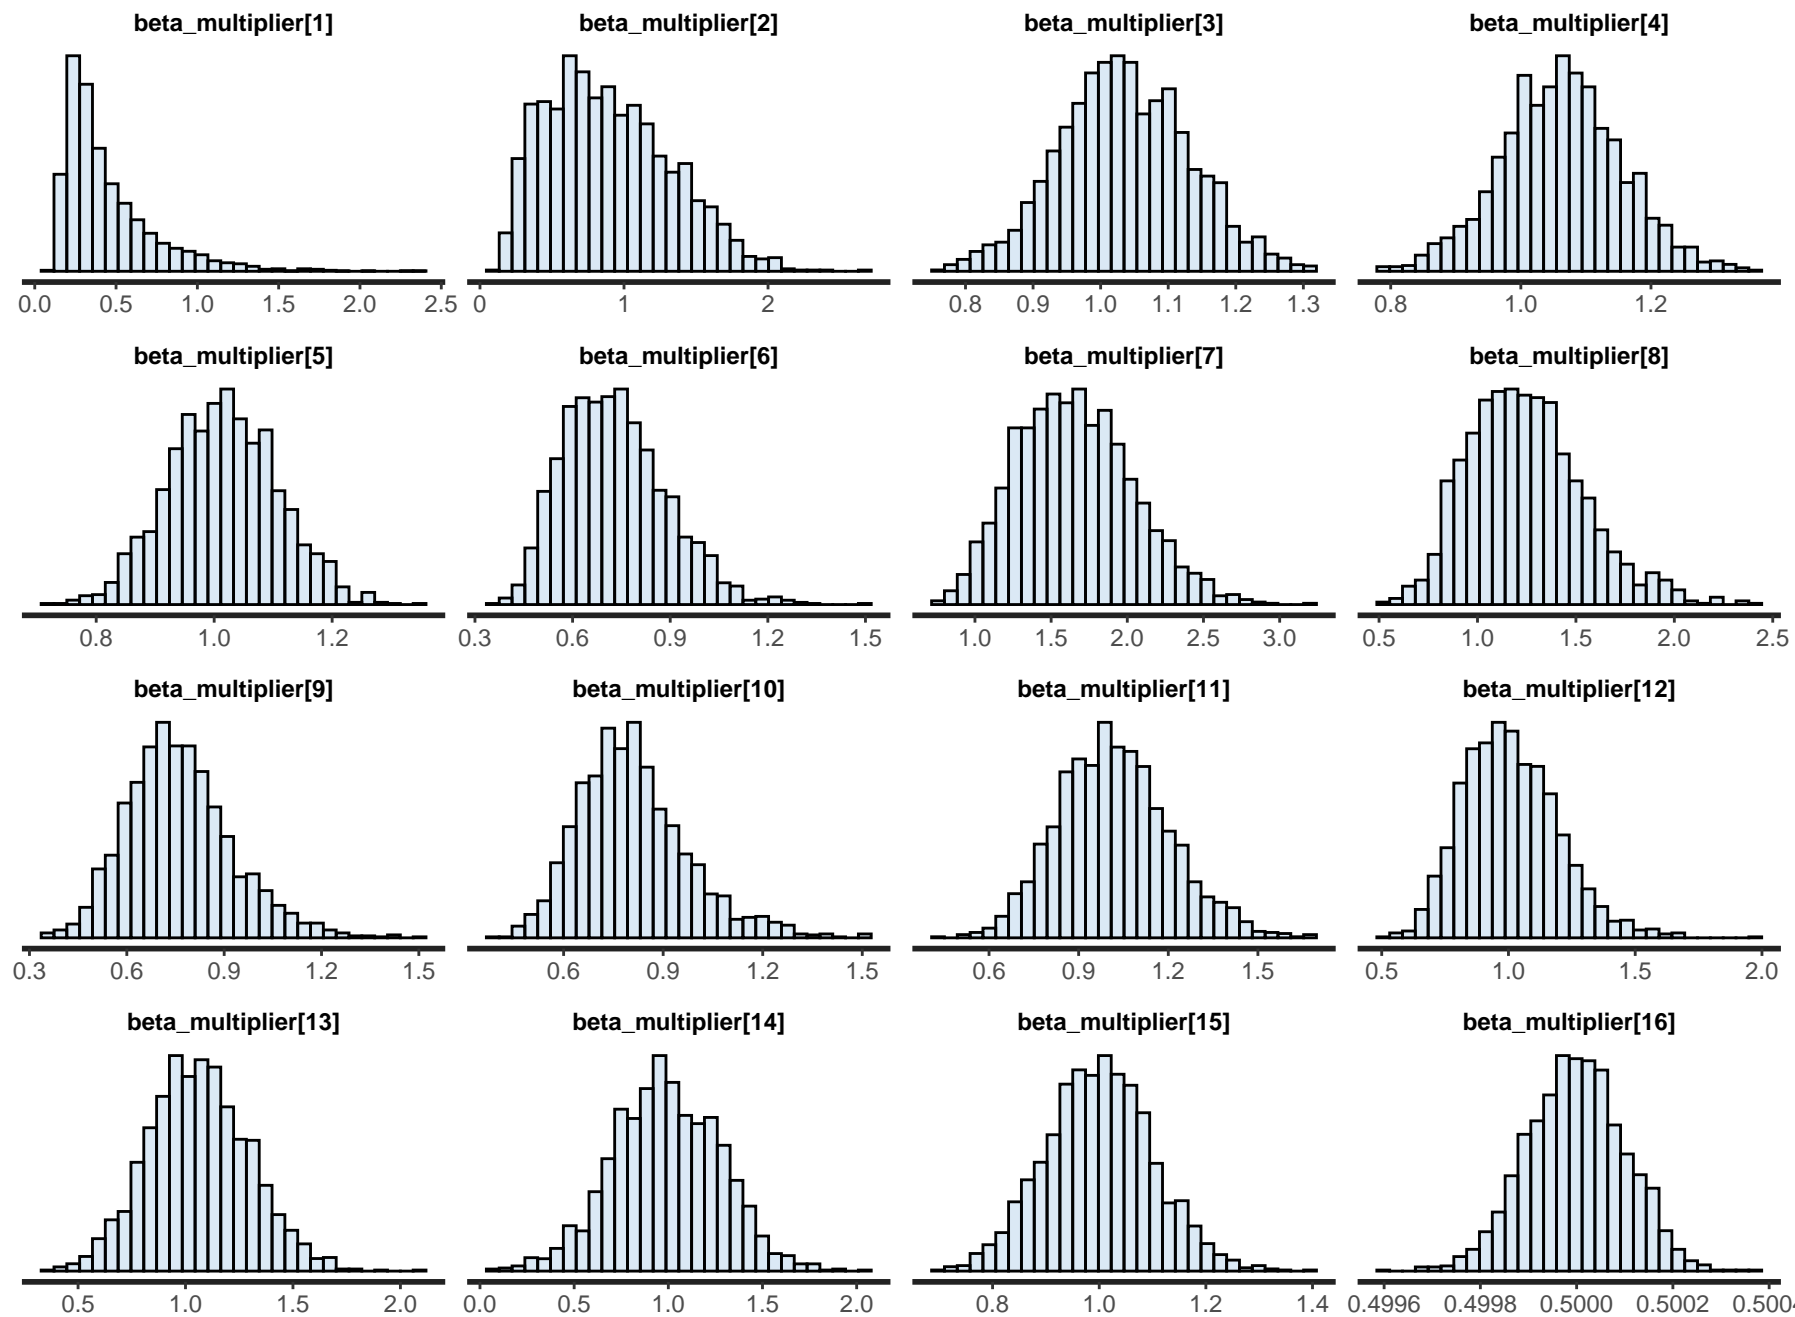 beta_multiplier[1] beta_multiplier[2] beta_multiplier[3] beta_multiplier[4]
0.0 0.5 1.0 1.5 2.0 2.5 0 1 2 0.8 0.9 1.0 1.1 1.2 1.3 0.8 1.0 1.2
beta_multiplier[5] beta_multiplier[6] beta_multiplier[7] beta_multiplier[8]
0.8 1.0 1.2 0.3 0.6 0.9 1.2 1.5 1.0 1.5 2.0 2.5 3.0 0.5 1.0 1.5 2.0 2.5
beta_multiplier[9] beta_multiplier[10] beta_multiplier[11] beta_multiplier[12]
0.3 0.6 0.9 1.2 1.5 0.6 0.9 1.2 1.5 0.6 0.9 1.2 1.5 0.5 1.0 1.5 2.0
beta_multiplier[13] beta_multiplier[14] beta_multiplier[15] beta_multiplier[16]
0.5 1.0 1.5 2.0 0.0 0.5 1.0 1.5 2.0 0.8 1.0 1.2 1.4 0.4996 0.4998 0.5000 0.5002 0.5004